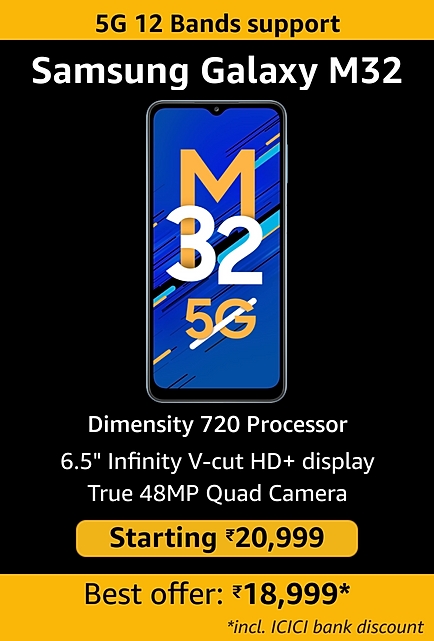 5G 12 Bands support
Samsung Galaxy M32
M
32
5G
Dimensity 720 Processor
6.5" Infinity V-cut HD+ display
True 48MP Quad Camera
Starting ₹20,999
Best offer: ₹18,999*
*incl. ICICI bank discount